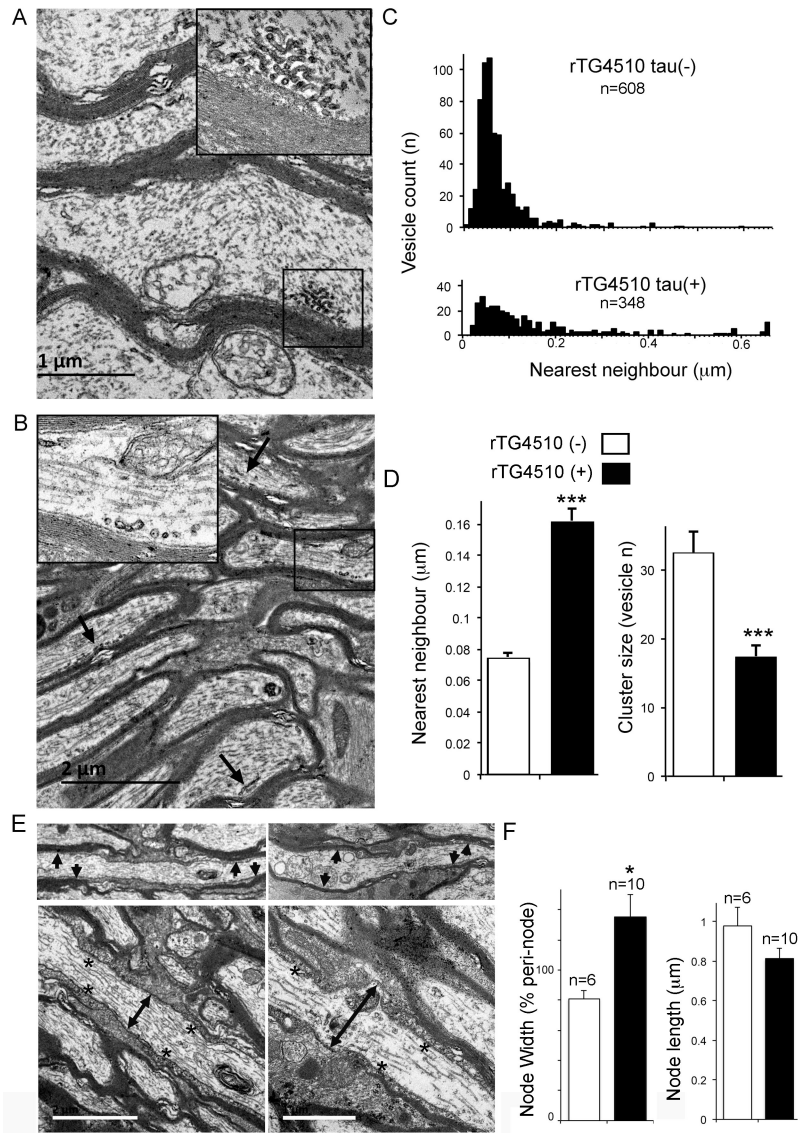 A
1 µm
B
2 µm
C
rTG4510 tau(-)
n=608
Vesicle count (n)
100
80
60
40
20
0
rTG4510 tau(+)
n=348
40
20
0
0
0.2
0.4
0.6
Nearest neighbour (µm)
D
rTG4510 (-)
rTG4510 (+)
Nearest neighbour (µm)
0.16
0.14
0.12
0.1
0.08
0.06
0.04
0.02
0
***
Cluster size (vesicle n)
30
20
10
0
***
E
* * * *
* * *
2 µm
F
Node Width (% peri-node)
100
0
n=6
*
n=10
Node length (µm)
1
0.8
0.6
0.4
0.2
0
n=6
n=10